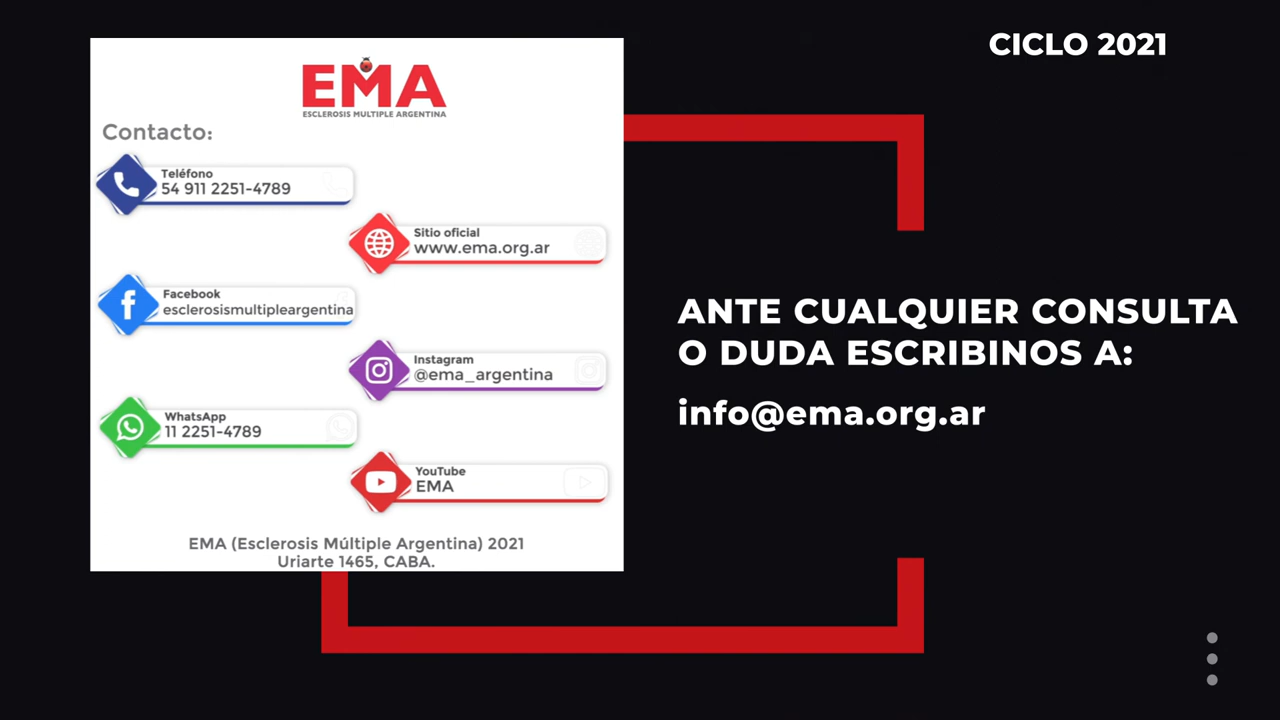 CICLO 2021
EMA
ESCLEROSIS MULTIPLE ARGENTINA
Contacto:
Teléfono
54 911 2251-4789
Sitio oficial
www.ema.org.ar
Facebook
esclerosismultipleargentina
Instagram
@ema_argentina
WhatsApp
11 2251-4789
YouTube
EMA
EMA (Esclerosis Múltiple Argentina) 2021
Uriarte 1465, CABA.
ANTE CUALQUIER CONSULTA
O DUDA ESCRIBINOS A:
info@ema.org.ar